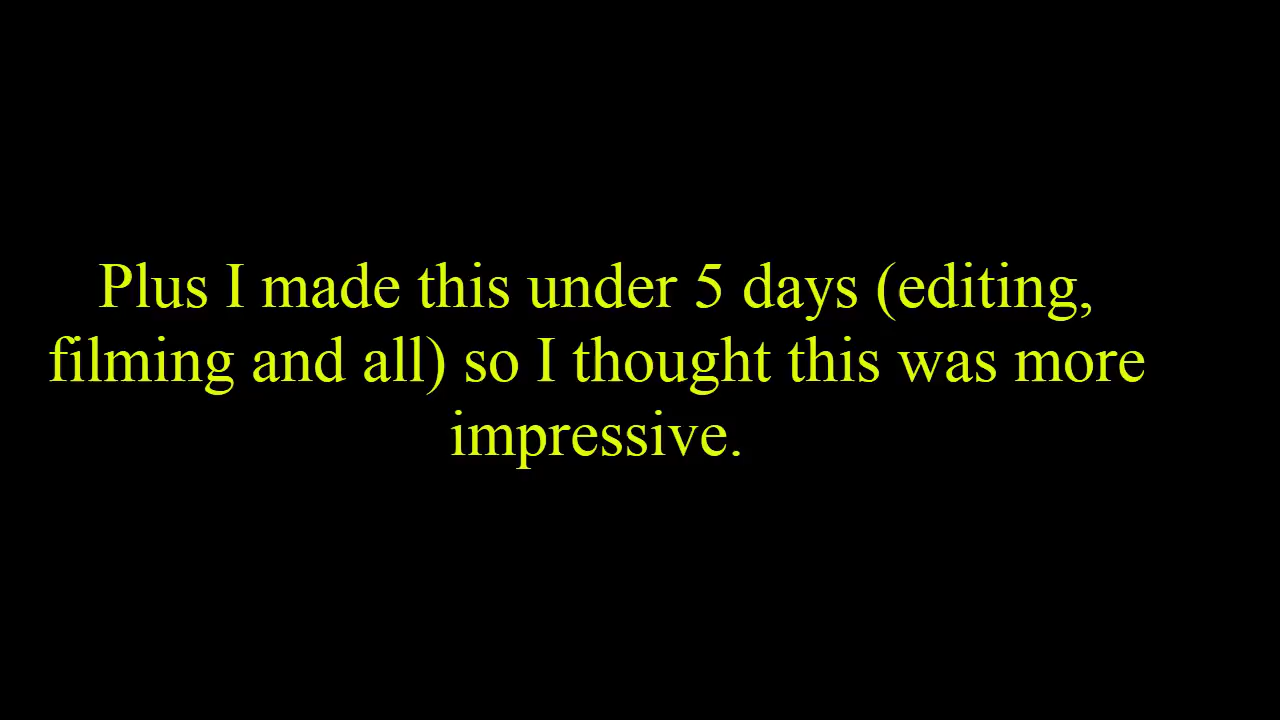 Plus I made this under 5 days (editing,
filming and all) so I thought this was more
impressive.